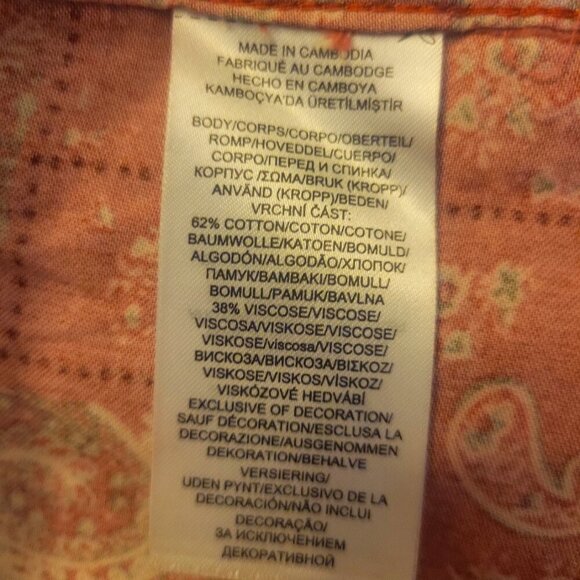 MADE IN CAMBODIA
FABRIQUÉ AU CAMBODGE
HECHO EN CAMBOYA
KAMBOÇYA'DA ÜRETİLMİŞTİR
BODY/CORPS/CORPO/OBERTEIL/
ROMP/HOVEDDEL/CUERPO/
CORPO/ПЕРЕД И СПИНКА/
КОРПУС /ΣΩΜΑ/BRUK (KROPP)/
ANVÄND (KROPP)/BEDEN/
VRCHNÍ ČÁST:
62% COTTON/COTON/COTONE/
BAUMWOLLE/KATOEN/BOMULD/
ALGODÓN/ALGODÃO/ХЛОПОК/
ПАМУК/BAMBAKI/BOMULL/
BOMULL/PAMUK/BAVLNA
38% VISCOSE/VISCOSE/
VISCOSA/VISKOSE/VISCOSE/
VISKOSE/viscosa/VISCOSE/
ВИСКОЗА/ВИСКОЗА/ΒΙΣΚΟΖ/
VISKOSE/VISKOS/VİSKOZ/
VISKÓZOVÉ HEDVÁBÍ
EXCLUSIVE OF DECORATION/
SAUF DÉCORATION/ESCLUSA LA
DECORAZIONE/AUSGENOMMEN
DEKORATION/BEHALVE
VERSIERING/
UDEN PYNT/EXCLUSIVO DE LA
DECORACIÓN/NÃO INCLUI
DECORAÇÃO/
ЗА ИСКЛЮЧЕНИЕМ
ДЕКОРАТИВНОЙ